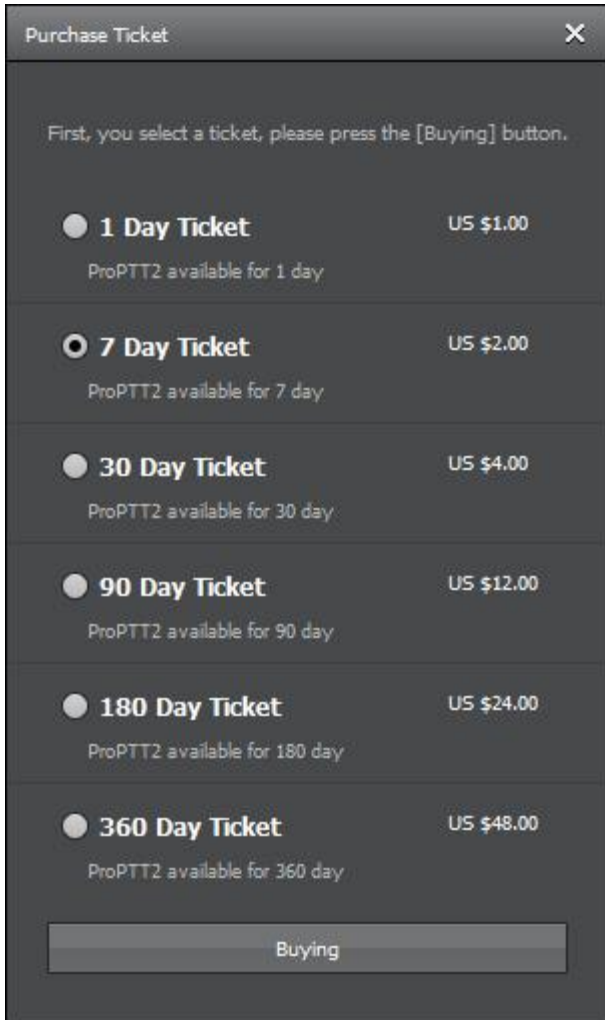 Purchase Ticket
First, you select a ticket, please press the [Buying] button.
1 Day Ticket US $1.00
ProPTT2 available for 1 day
7 Day Ticket US $2.00
ProPTT2 available for 7 day
30 Day Ticket US $4.00
ProPTT2 available for 30 day
90 Day Ticket US $12.00
ProPTT2 available for 90 day
180 Day Ticket US $24.00
ProPTT2 available for 180 day
360 Day Ticket US $48.00
ProPTT2 available for 360 day
Buying